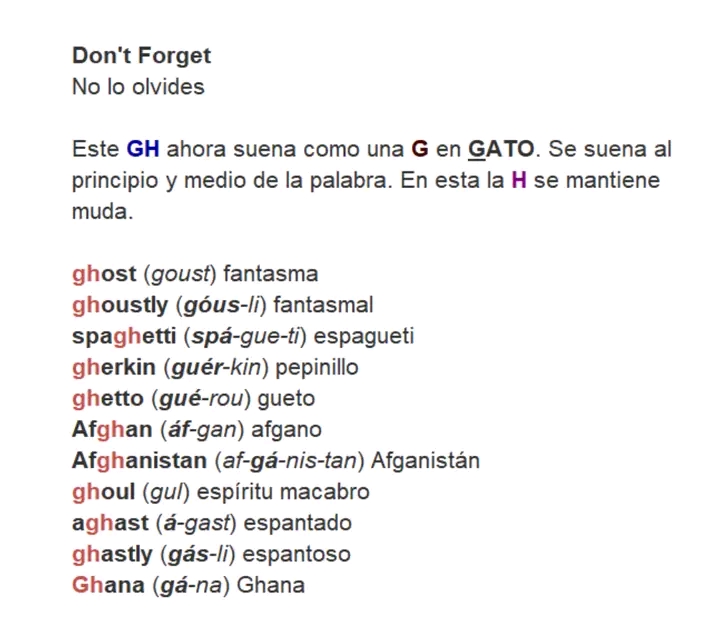 Don't Forget
No lo olvides
Este GH ahora suena como una G en GATO. Se suena al
principio y medio de la palabra. En esta la H se mantiene
muda.
ghost (goust) fantasma
ghoustly (góus-li) fantasmal
spaghetti (spá-gue-ti) espagueti
gherkin (guér-kin) pepinillo
ghetto (gué-rou) gueto
Afghan (áf-gan) afgano
Afghanistan (af-gá-nis-tan) Afganistán
ghoul (gul) espíritu macabro
aghast (á-gast) espantado
ghastly (gás-li) espantoso
Ghana (gá-na) Ghana